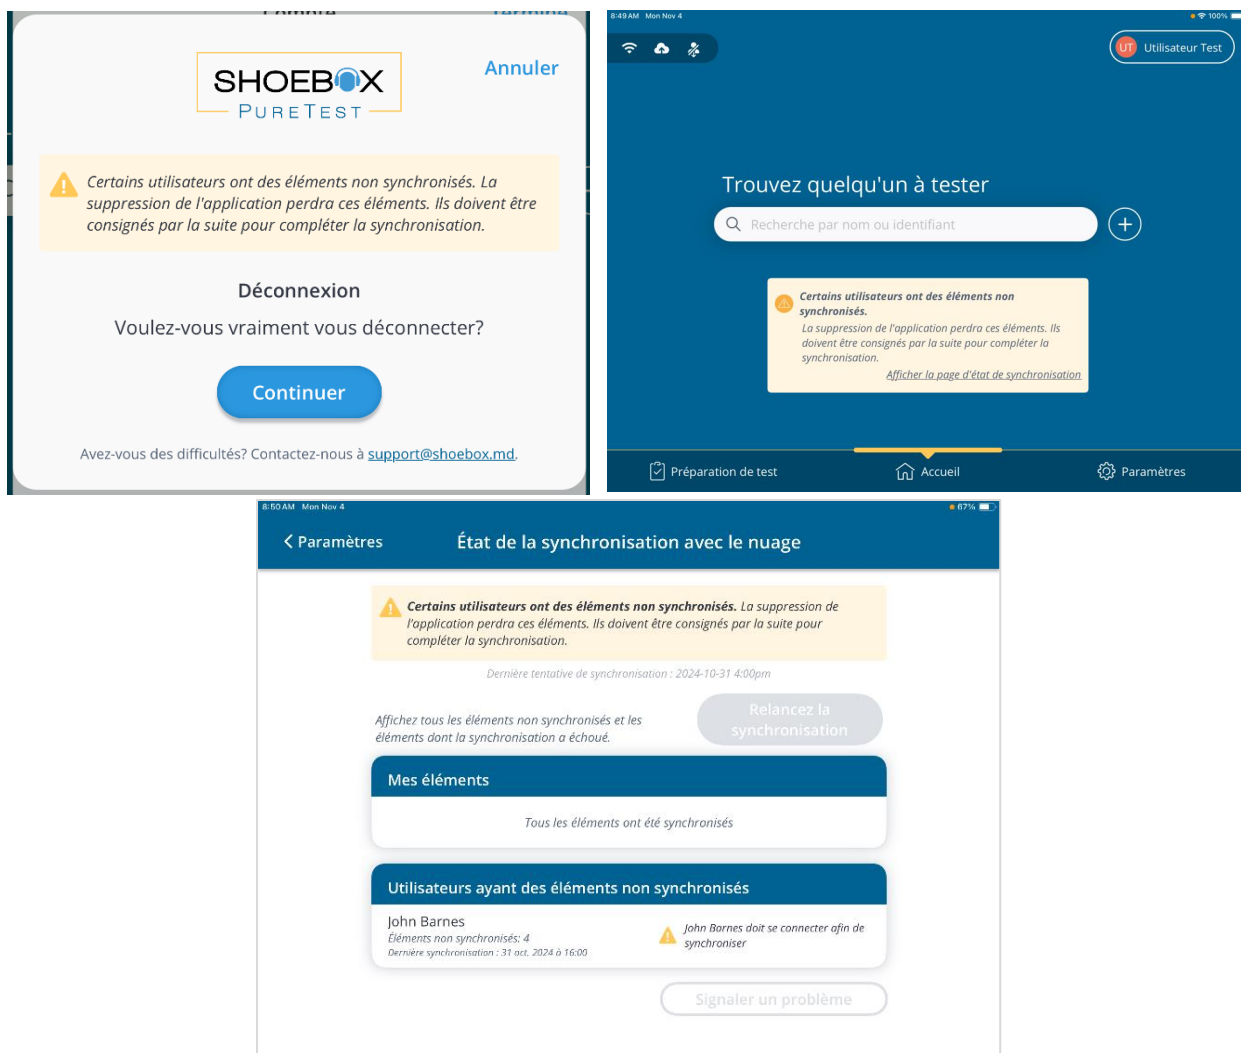 Compte
Terminé
SHOEBOX
PURETEST
Annuler
Certains utilisateurs ont des éléments non synchronisés. La
suppression de l'application perdra ces éléments. Ils doivent être
consignés par la suite pour compléter la synchronisation.
Déconnexion
Voulez-vous vraiment vous déconnecter?
Continuer
Avez-vous des difficultés? Contactez-nous à support@shoebox.md.
8:49 AM Mon Nov 4
100%
UT Utilisateur Test
Trouvez quelqu'un à tester
Recherche par nom ou identifiant
Certains utilisateurs ont des éléments non
synchronisés.
La suppression de l'application perdra ces éléments. Ils
doivent être consignés par la suite pour compléter la
synchronisation.
Afficher la page d'état de synchronisation
Préparation de test
Accueil
Paramètres
8:50 AM Mon Nov 4
67%
Paramètres
État de la synchronisation avec le nuage
Certains utilisateurs ont des éléments non synchronisés. La suppression de
l'application perdra ces éléments. Ils doivent être consignés par la suite pour
compléter la synchronisation.
Dernière tentative de synchronisation : 2024-10-31 4:00pm
Affichez tous les éléments non synchronisés et les
éléments dont la synchronisation a échoué.
Relancez la
synchronisation
Mes éléments
Tous les éléments ont été synchronisés
Utilisateurs ayant des éléments non synchronisés
John Barnes
Éléments non synchronisés: 4
Dernière synchronisation : 31 oct. 2024 à 16:00
John Barnes doit se connecter afin de
synchroniser
Signaler un problème